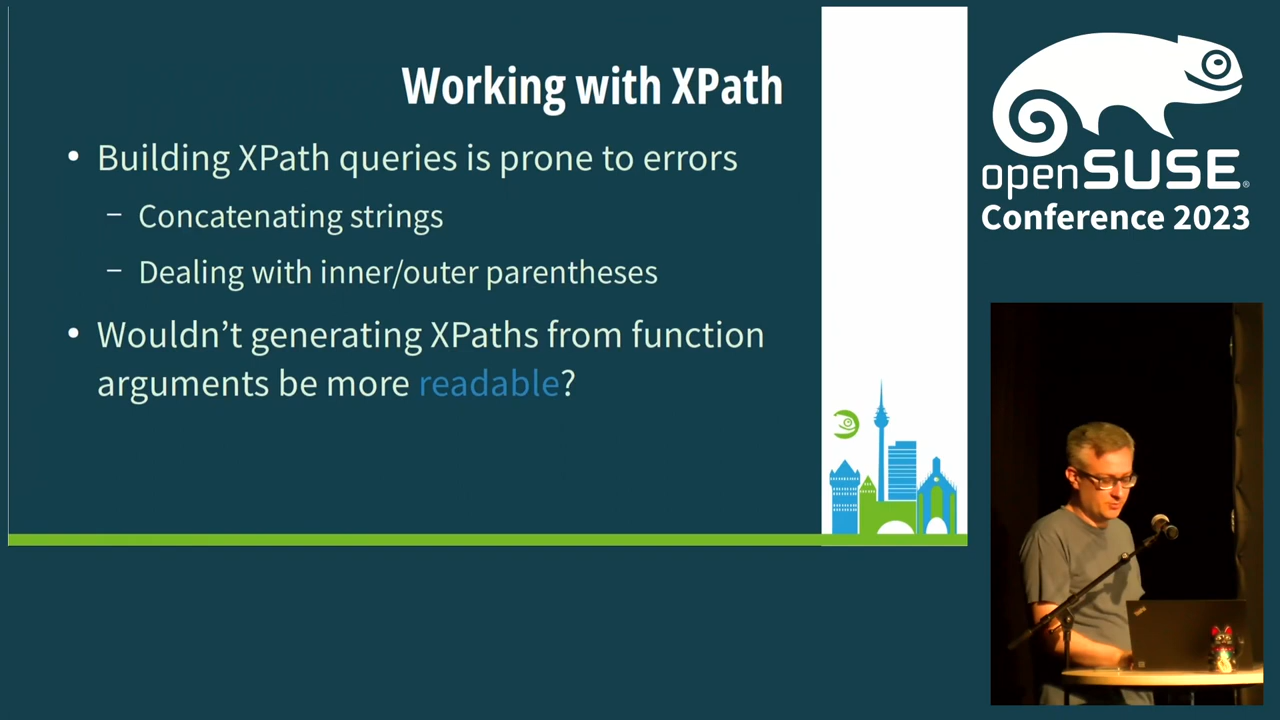 Working with XPath
• Building XPath queries is prone to errors
– Concatenating strings
– Dealing with inner/outer parentheses
• Wouldn’t generating XPaths from function
arguments be more readable?
openSUSE®
Conference 2023